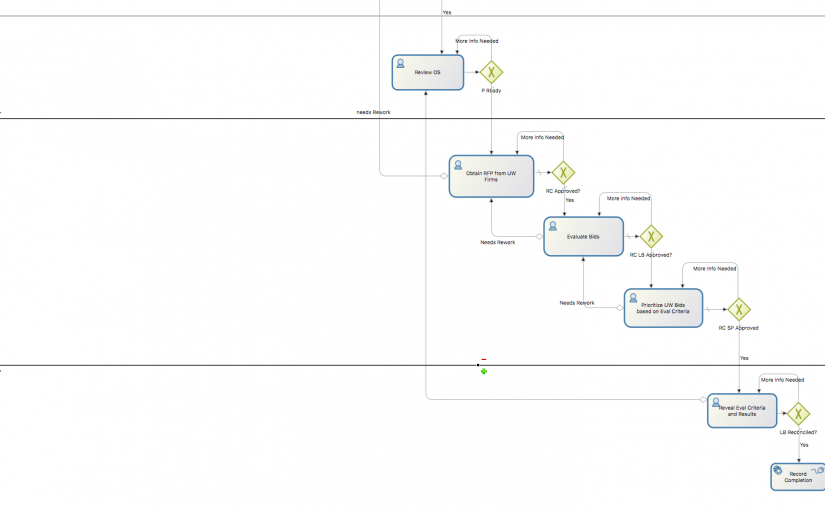 Yes
More Info Needed
Review OS
P Ready
needs Rework
More Info Needed
Obtain RFP from UW
Firms
RC Approved?
Yes
More Info Needed
Evaluate Bids
Needs Rework
RC LB Approved?
More Info Needed
Needs Rework
Prioritize UW Bids
based on Eval Criteria
RC SP Approved
Yes
More Info Needed
Reveal Eval Criteria
and Results
LB Reconciled?
Yes
Record
Completion